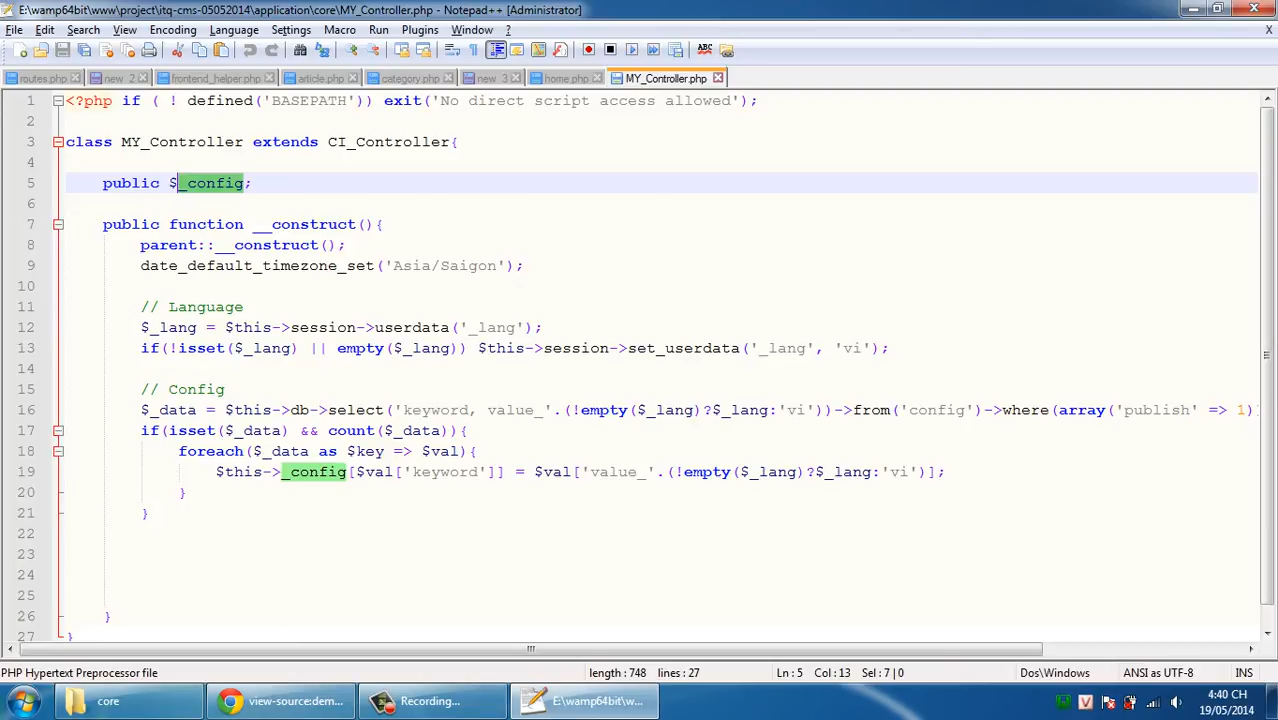 E:\wamp64bit\www\project\itq-cms-05052014\application\core\MY_Controller.php - Notepad++ [Administrator]
File Edit Search View Encoding Language Settings Macro Run Plugins Window ? X
routes.php new 2 frontend_helper.php article.php category.php new 3 home.php MY_Controller.php
1 <?php if ( ! defined('BASEPATH')) exit('No direct script access allowed');
2
3 class MY_Controller extends CI_Controller{
4
5 public $_config;
6
7 public function __construct(){
8 parent::__construct();
9 date_default_timezone_set('Asia/Saigon');
10
11 // Language
12 $_lang = $this->session->userdata('_lang');
13 if(!isset($_lang) || empty($_lang)) $this->session->set_userdata('_lang', 'vi');
14
15 // Config
16 $_data = $this->db->select('keyword, value_'.(!empty($_lang)?$_lang:'vi'))->from('config')->where(array('publish' => 1)
17 if(isset($_data) && count($_data)){
18 foreach($_data as $key => $val){
19 $this->_config[$val['keyword']] = $val['value_'.(!empty($_lang)?$_lang:'vi')];
20 }
21 }
22
23
24
25
26 }
27 }
PHP Hypertext Preprocessor file length : 748 lines : 27 Ln : 5 Col : 13 Sel : 7 | 0 Dos\Windows ANSI as UTF-8 INS
core view-source:dem... Recording... E:\wamp64bit\w... 4:40 CH
19/05/2014